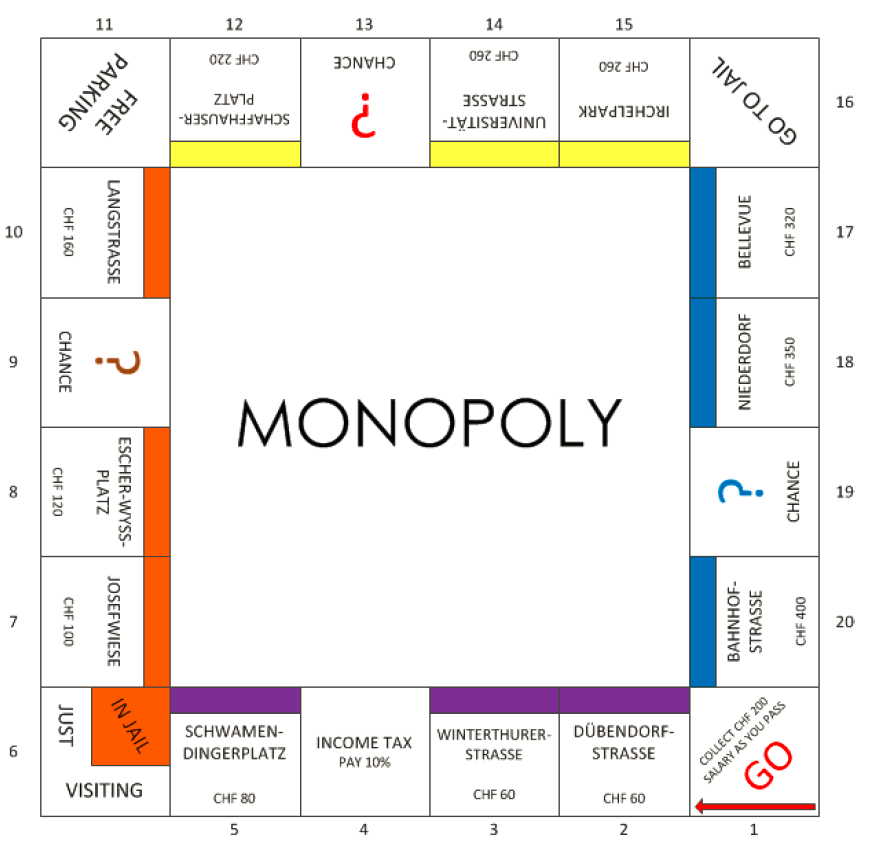 11
12
13
14
15
FREE
PARKING
SCHAFFHAUSER-
PLATZ
CHF 220
CHANCE
?
UNIVERSITÄT-
STRASSE
CHF 260
IRCHELPARK
CHF 260
GO TO JAIL
16
10
LANGSTRASSE
CHF 160
BELLEVUE
CHF 320
17
9
CHANCE
?
NIEDERDORF
CHF 350
18
MONOPOLY
8
ESCHER-WYSS-
PLATZ
CHF 120
?
CHANCE
19
7
JOSEFWIESE
CHF 100
BAHNHOF-
STRASSE
CHF 400
20
6
JUST
VISITING
IN JAIL
SCHWAMEN-
DINGERPLATZ
CHF 80
INCOME TAX
PAY 10%
WINTERTHURER-
STRASSE
CHF 60
DÜBENDORF-
STRASSE
CHF 60
COLLECT CHF 200
SALARY AS YOU PASS
GO
5
4
3
2
1